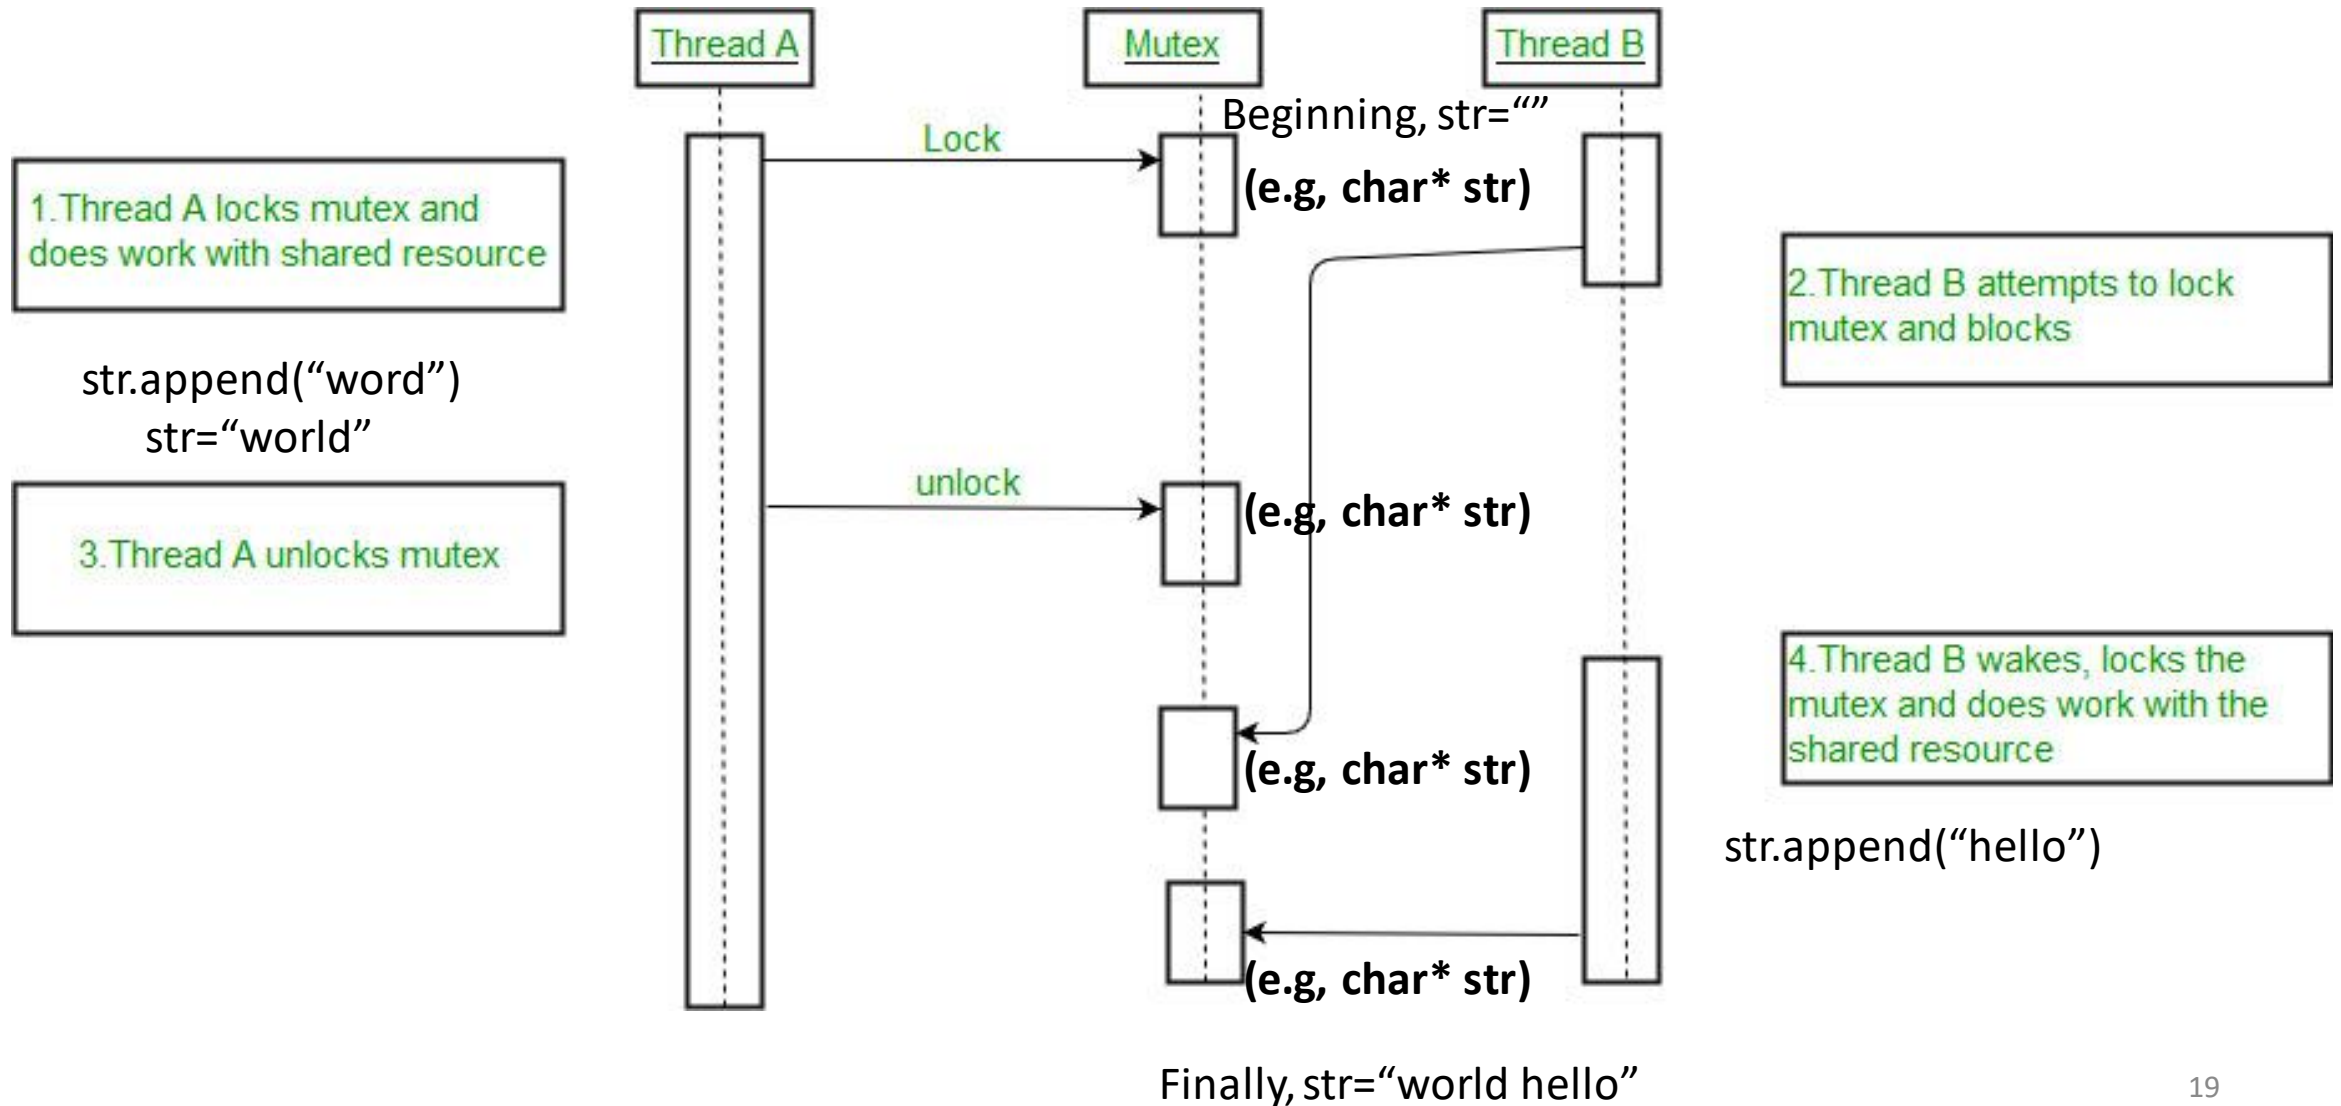 Thread A
Mutex
Thread B
Beginning, str=“”
Lock
(e.g, char* str)
1.Thread A locks mutex and
does work with shared resource
2.Thread B attempts to lock
mutex and blocks
str.append(“word”)
str=“world”
unlock
(e.g, char* str)
3.Thread A unlocks mutex
4.Thread B wakes, locks the
mutex and does work with the
shared resource
(e.g, char* str)
str.append(“hello”)
(e.g, char* str)
Finally, str=“world hello”
19